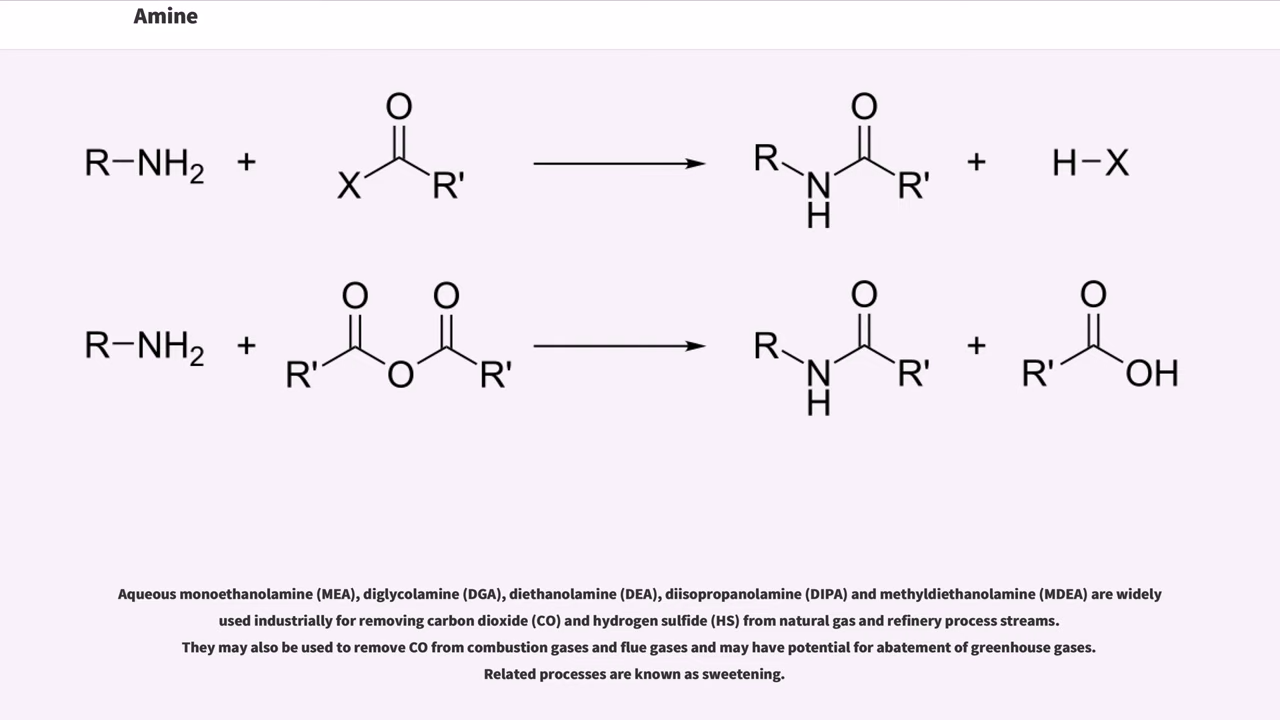 Amine
R–NH2 + X O R' R N H O R' + H–X
R–NH2 + R' O O O R' R N H O R' + R' O OH
Aqueous monoethanolamine (MEA), diglycolamine (DGA), diethanolamine (DEA), diisopropanolamine (DIPA) and methyldiethanolamine (MDEA) are widely
used industrially for removing carbon dioxide (CO) and hydrogen sulfide (HS) from natural gas and refinery process streams.
They may also be used to remove CO from combustion gases and flue gases and may have potential for abatement of greenhouse gases.
Related processes are known as sweetening.